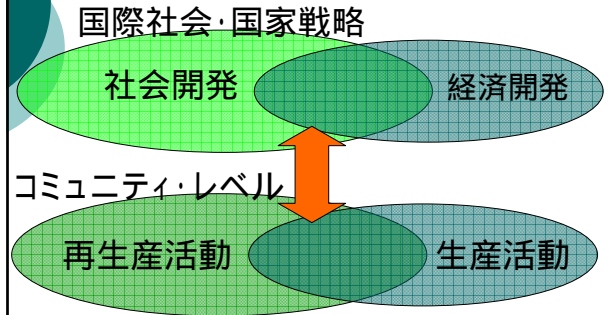 国際社会・国家戦略
社会開発
経済開発
コミュニティ・レベル
再生産活動
生産活動